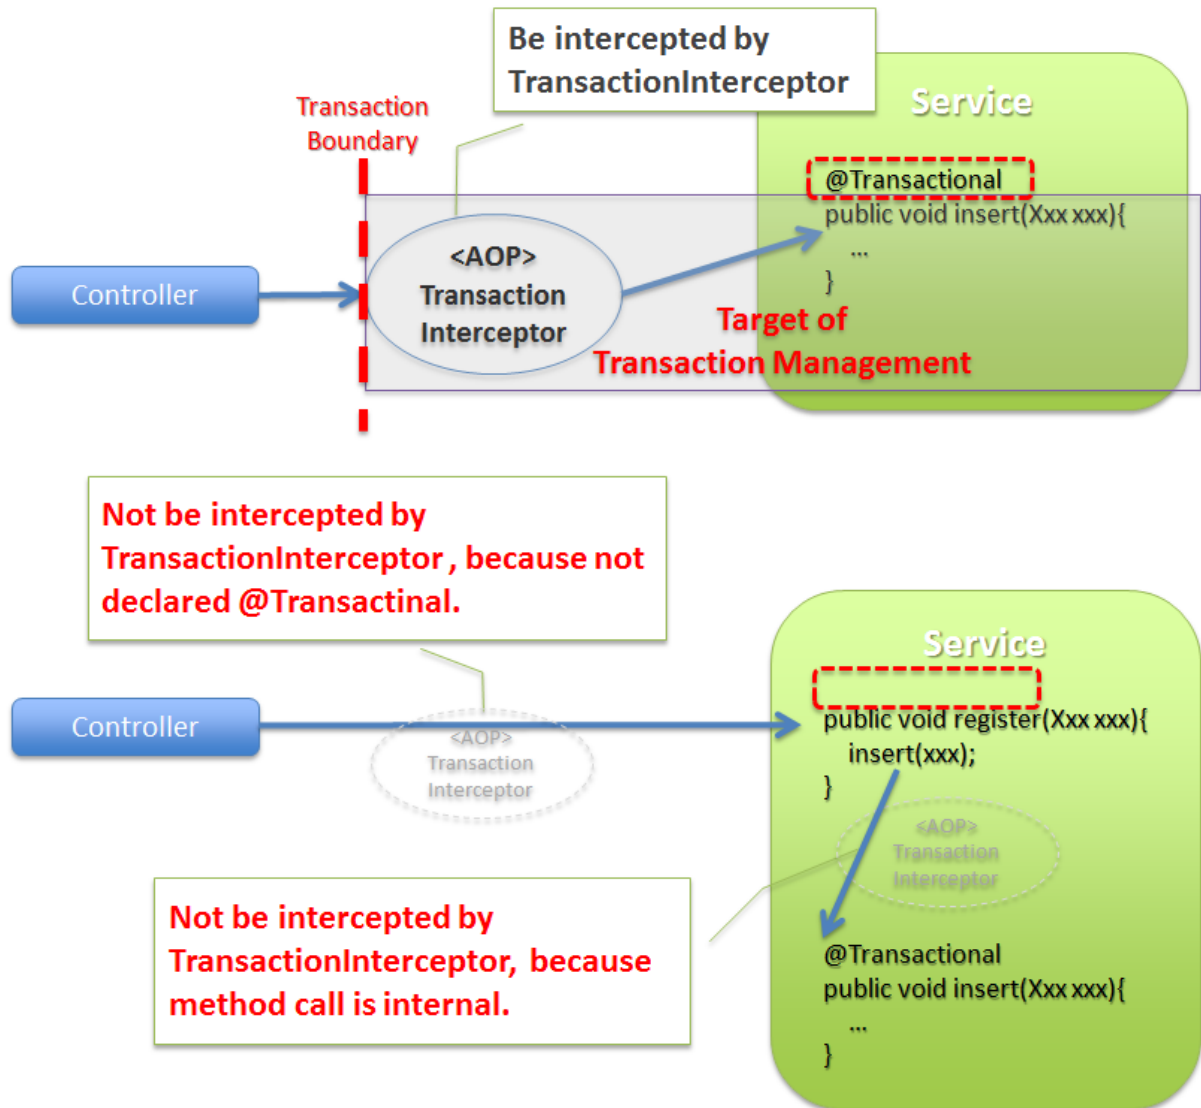 Be intercepted by
TransactionInterceptor
Transaction
Boundary
Service
@Transactional
public void insert(Xxx xxx){
...
}
Controller
<AOP>
Transaction
Interceptor
Target of
Transaction Management
Not be intercepted by
TransactionInterceptor , because not
declared @Transactinal.
Service
Controller
public void register(Xxx xxx){
insert(xxx);
}
<AOP>
Transaction
Interceptor
<AOP>
Transaction
Interceptor
Not be intercepted by
TransactionInterceptor, because
method call is internal.
@Transactional
public void insert(Xxx xxx){
...
}